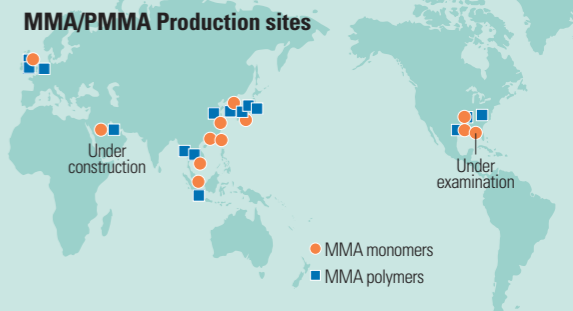 MMA/PMMA Production sites
Under
construction
Under
examination
MMA monomers
MMA polymers